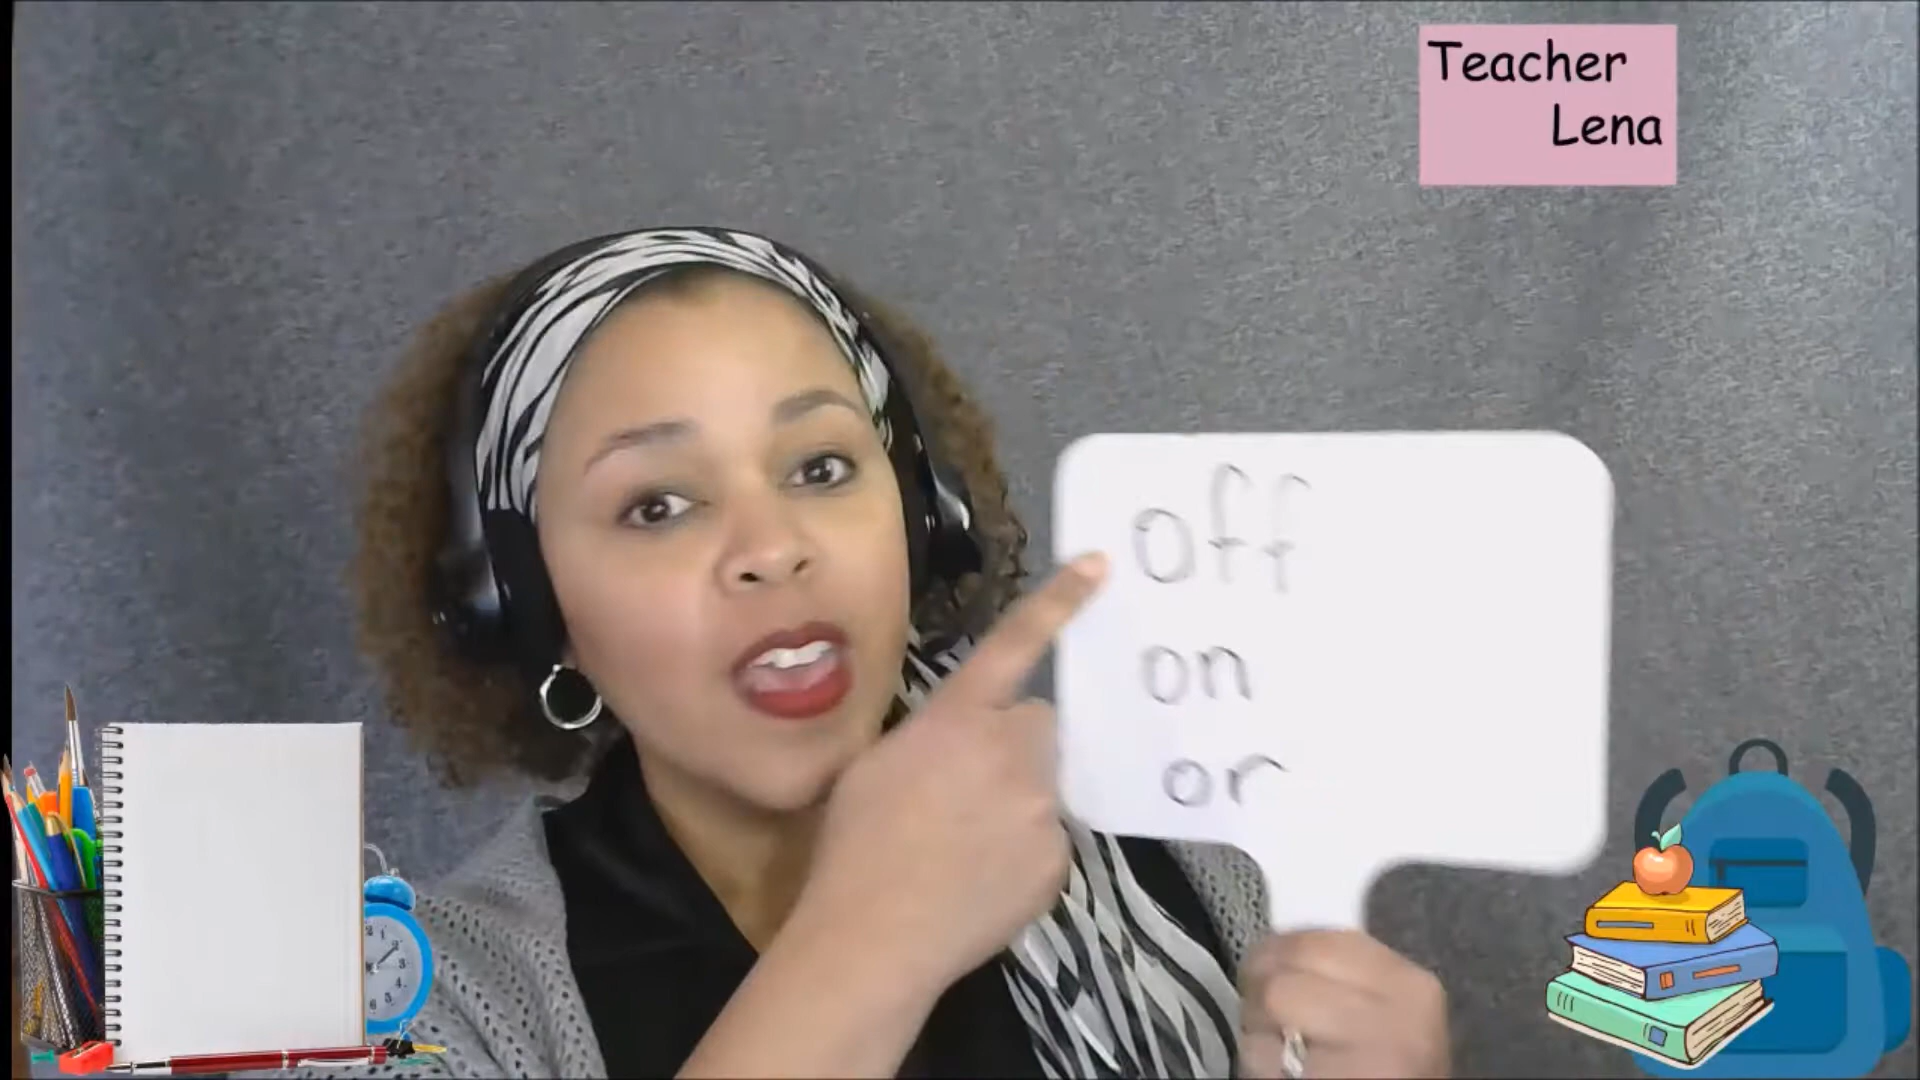 Teacher
Lena
off
on
or